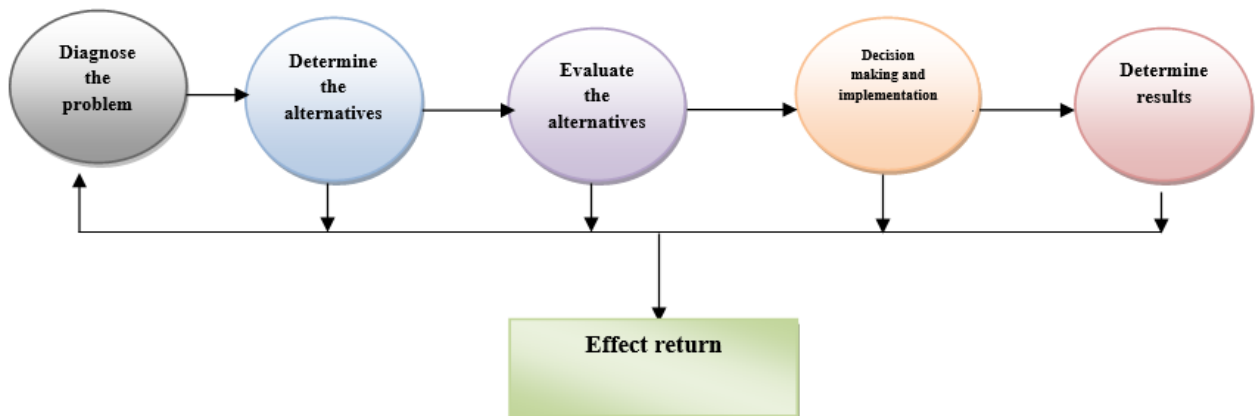 Diagnose
the
problem
Determine
the
alternatives
Evaluate
the
alternatives
Decision
making and
implementation
Determine
results
Effect return